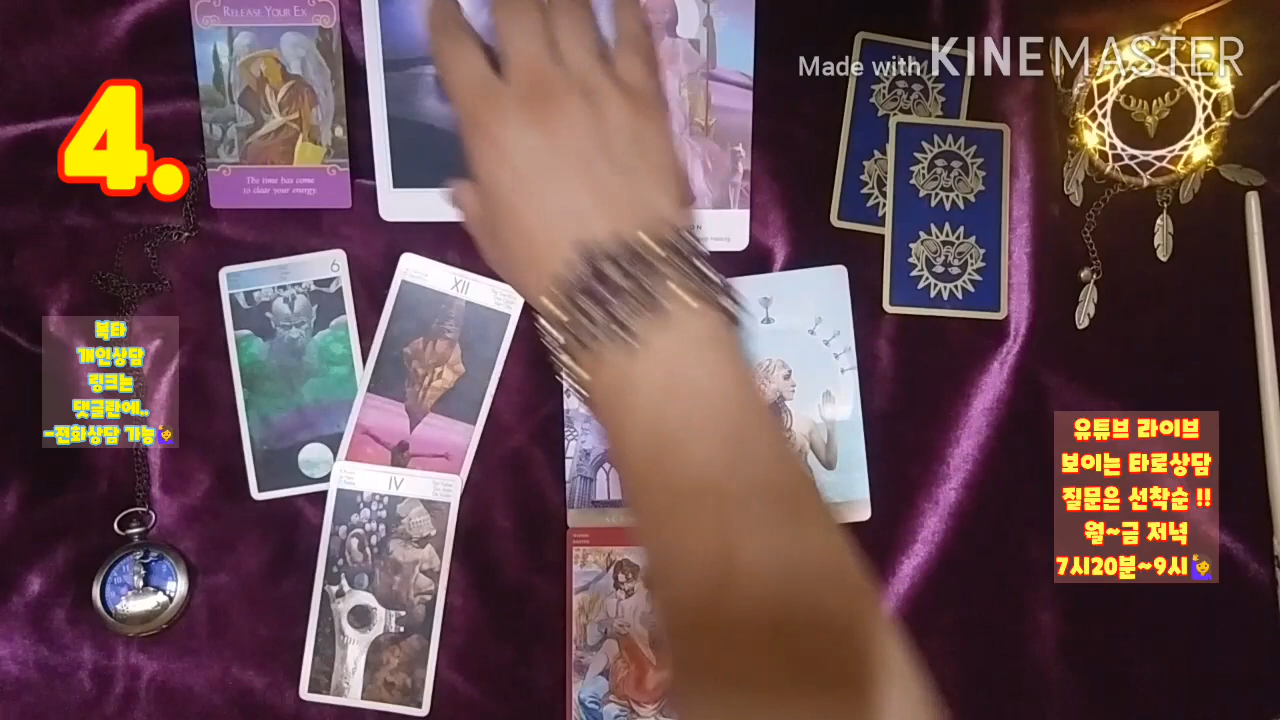 RELEASE YOUR EX
The time has come
to clear your energy.
Made with KINEMASTER
4.
6
XII
IV
복타
개인상담
링크는
댓글란에..
-전화상담 가능🙋‍♀️
유튜브 라이브
보이는 타로상담
질문은 선착순 !!
월~금 저녁
7시20분~9시🙋‍♀️